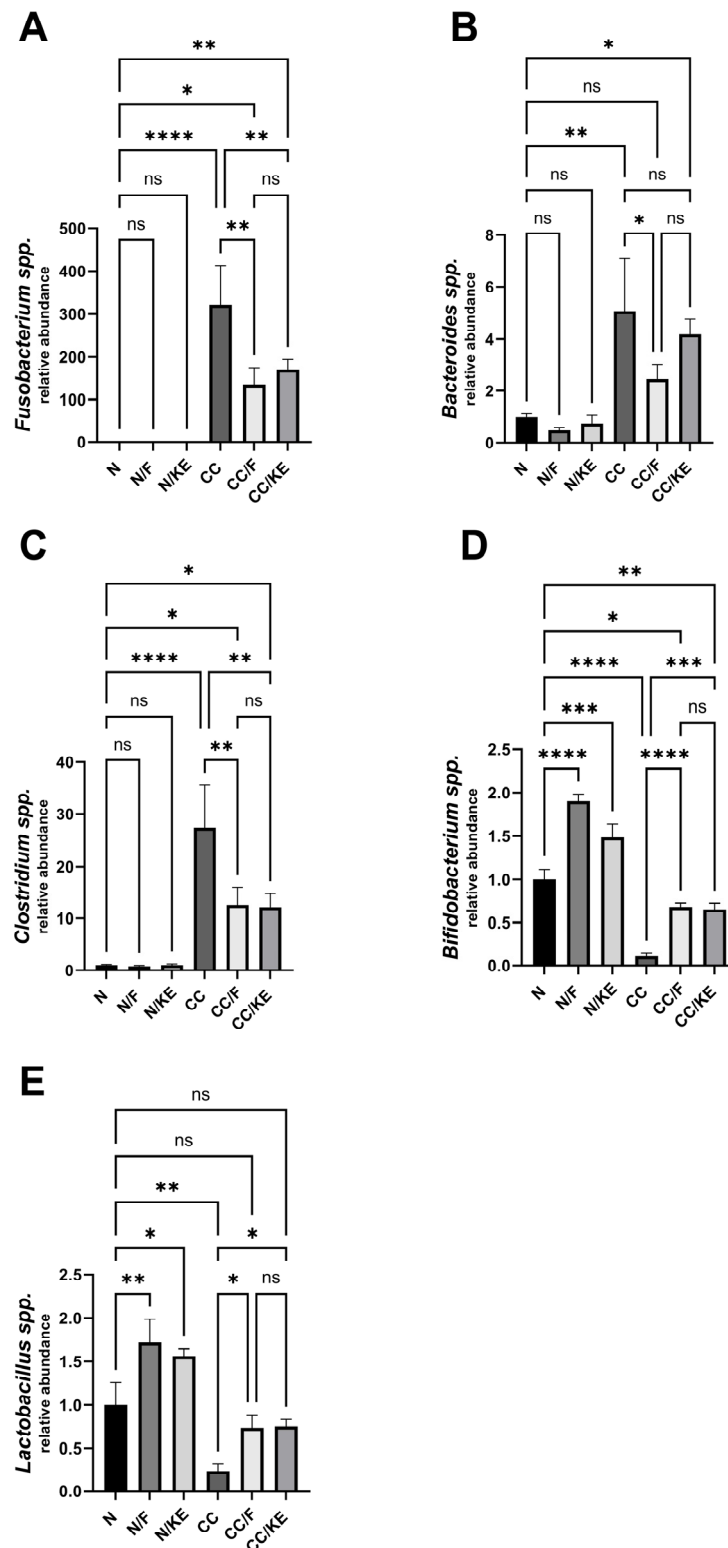 A
**
*
****
**
ns
ns
ns
**
Fusobacterium spp.
relative abundance
500
400
300
200
100
0
N
N/F
N/KE
CC
CC/F
CC/KE
B
*
ns
**
ns
ns
ns
*
ns
Bacteroides spp.
relative abundance
8
6
4
2
0
N
N/F
N/KE
CC
CC/F
CC/KE
C
*
*
****
**
ns
ns
ns
**
Clostridium spp.
relative abundance
40
30
20
10
0
N
N/F
N/KE
CC
CC/F
CC/KE
D
**
*
****
***
***
ns
****
****
Bifidobacterium spp.
relative abundance
2.5
2.0
1.5
1.0
0.5
0.0
N
N/F
N/KE
CC
CC/F
CC/KE
E
ns
ns
**
*
*
**
*
ns
Lactobacillus spp.
relative abundance
2.5
2.0
1.5
1.0
0.5
0.0
N
N/F
N/KE
CC
CC/F
CC/KE